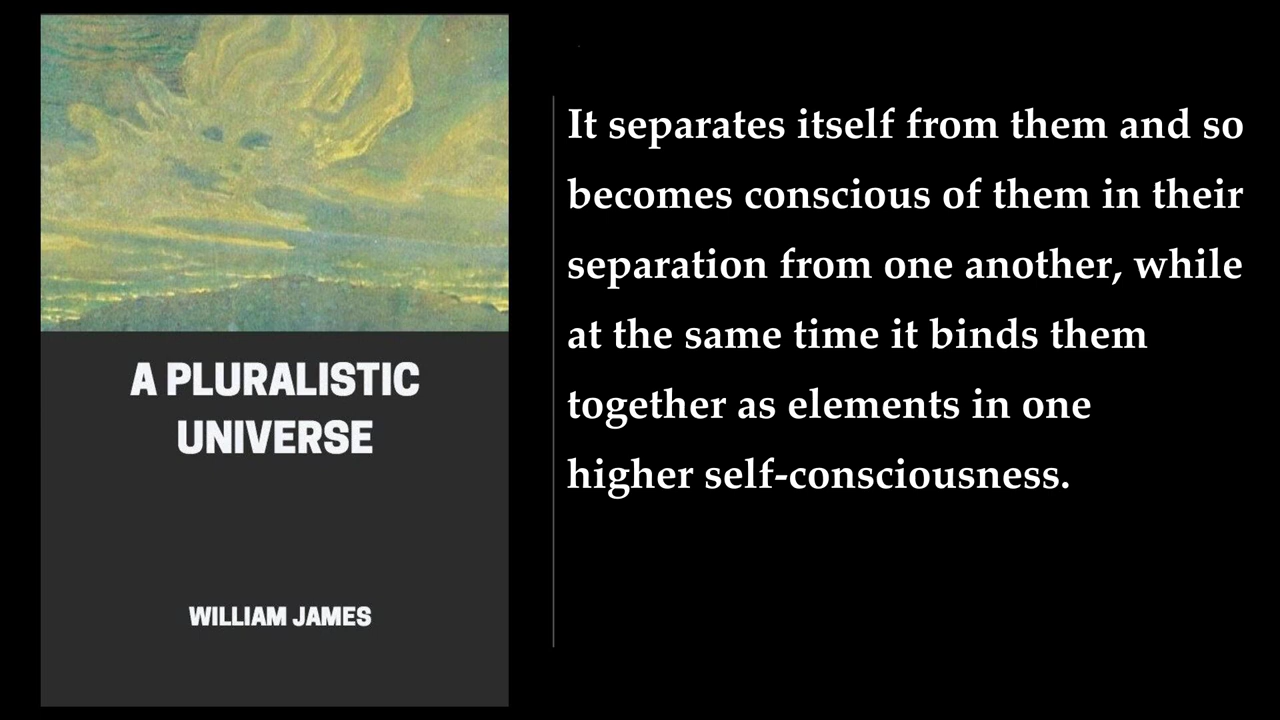 A PLURALISTIC
UNIVERSE
WILLIAM JAMES
It separates itself from them and so
becomes conscious of them in their
separation from one another, while
at the same time it binds them
together as elements in one
higher self-consciousness.